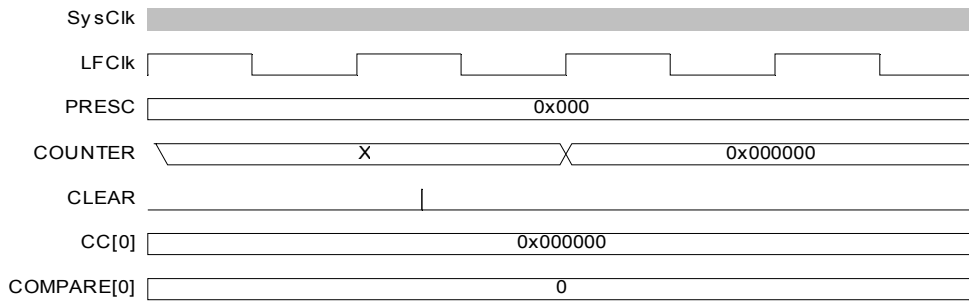 SysClk
LFClk
PRESC 0x000
COUNTER X 0x000000
CLEAR
CC[0] 0x000000
COMPARE[0] 0